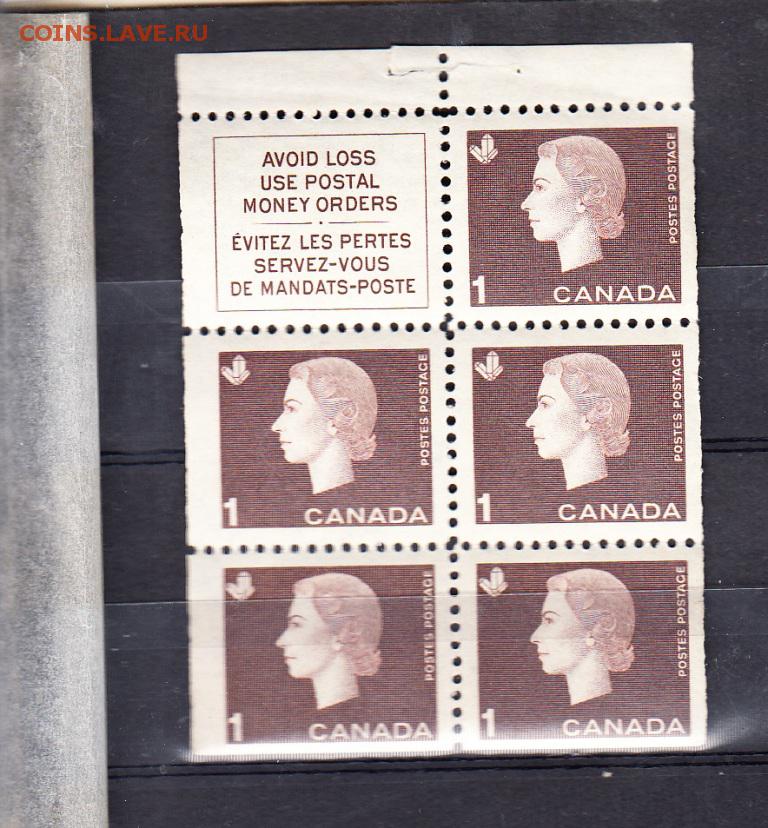 COINS.LAVE.RU
AVOID LOSS
USE POSTAL
MONEY ORDERS
ÉVITEZ LES PERTES
SERVEZ-VOUS
DE MANDATS-POSTE
POSTES POSTAGE
1 CANADA
POSTES POSTAGE
1 CANADA
POSTES POSTAGE
1 CANADA
POSTES POSTAGE
1 CANADA
POSTES POSTAGE
1 CANADA